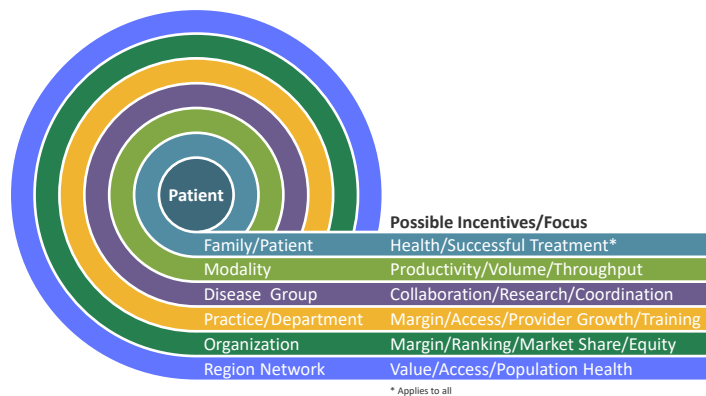 Patient
Possible Incentives/Focus
Family/Patient Health/Successful Treatment*
Modality Productivity/Volume/Throughput
Disease Group Collaboration/Research/Coordination
Practice/Department Margin/Access/Provider Growth/Training
Organization Margin/Ranking/Market Share/Equity
Region Network Value/Access/Population Health
* Applies to all